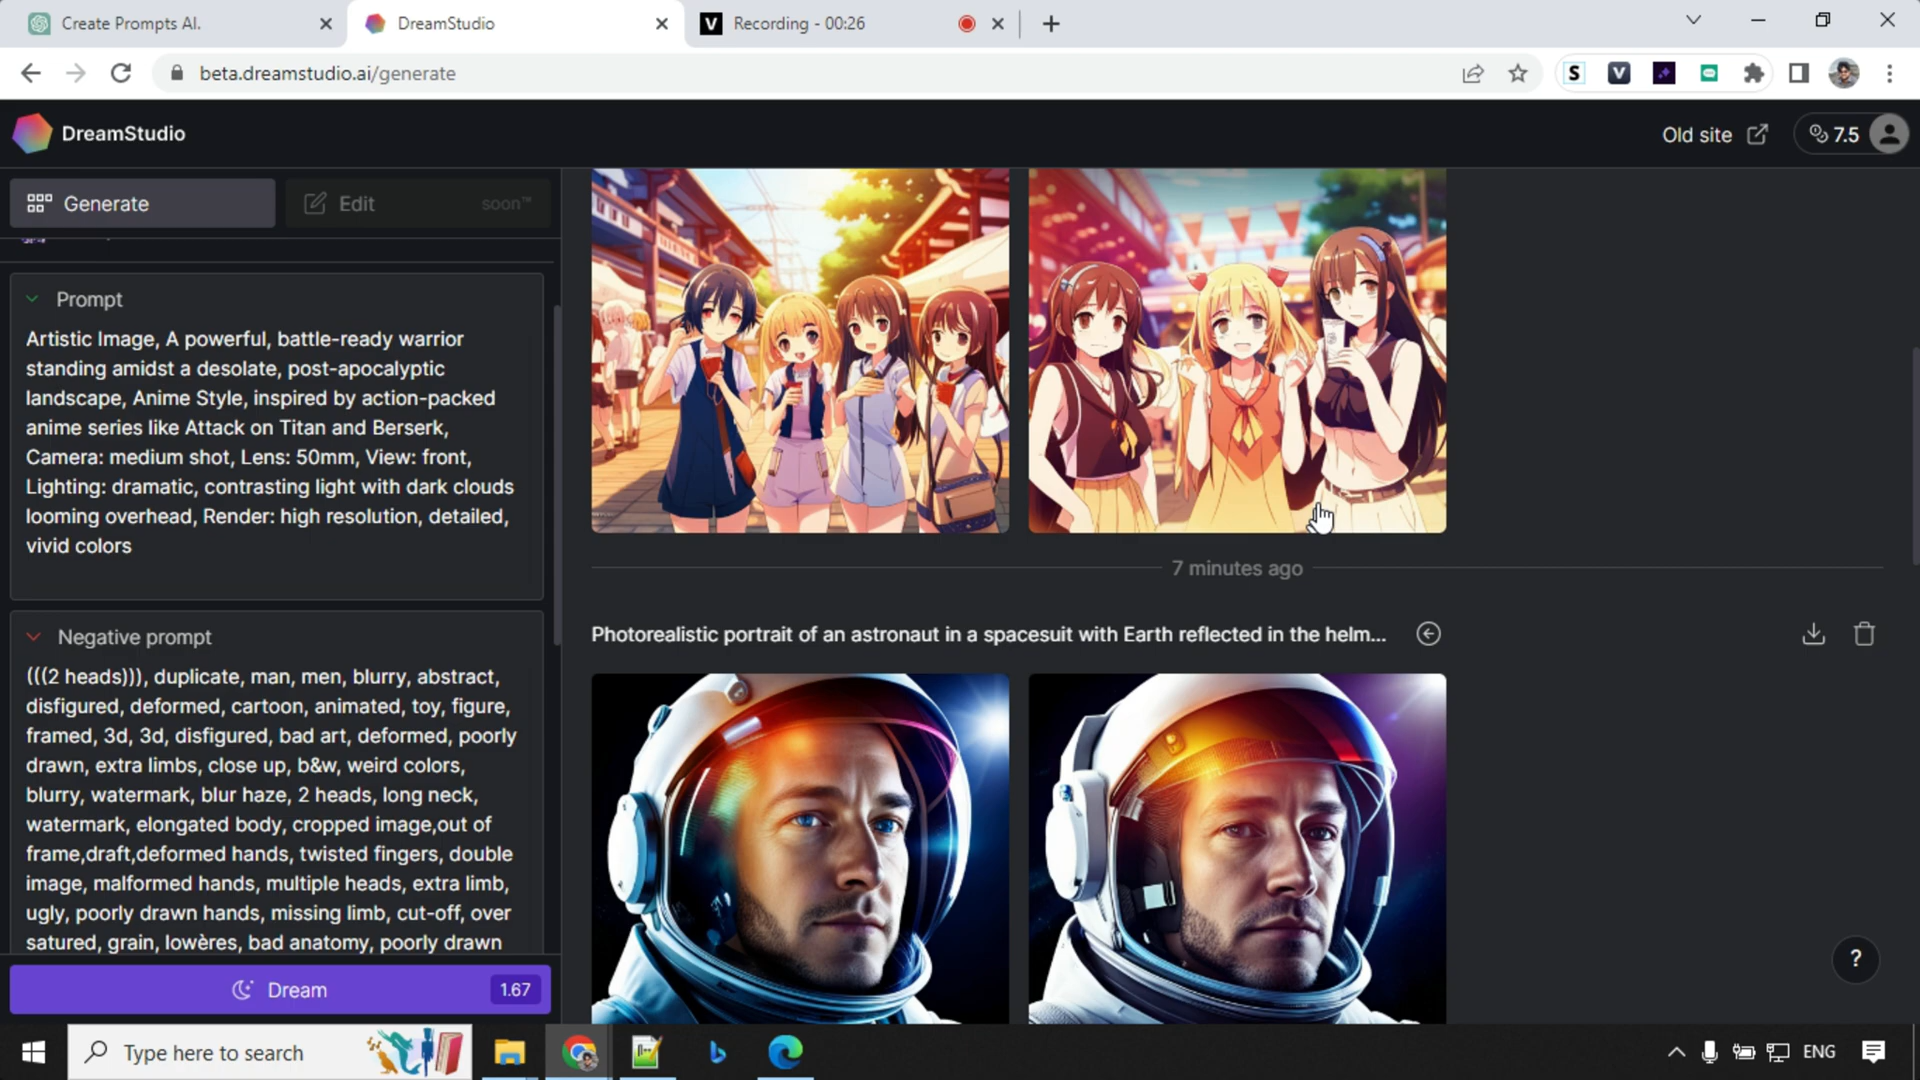 Create Prompts AI.
DreamStudio
V
Recording - 00:26
beta.dreamstudio.ai/generate
S
V
DreamStudio
Old site
7.5
Generate
Edit
soon™
Prompt
Artistic Image, A powerful, battle-ready warrior
standing amidst a desolate, post-apocalyptic
landscape, Anime Style, inspired by action-packed
anime series like Attack on Titan and Berserk,
Camera: medium shot, Lens: 50mm, View: front,
Lighting: dramatic, contrasting light with dark clouds
looming overhead, Render: high resolution, detailed,
vivid colors
Negative prompt
(((2 heads))), duplicate, man, men, blurry, abstract,
disfigured, deformed, cartoon, animated, toy, figure,
framed, 3d, 3d, disfigured, bad art, deformed, poorly
drawn, extra limbs, close up, b&w, weird colors,
blurry, watermark, blur haze, 2 heads, long neck,
watermark, elongated body, cropped image,out of
frame,draft,deformed hands, twisted fingers, double
image, malformed hands, multiple heads, extra limb,
ugly, poorly drawn hands, missing limb, cut-off, over
satured, grain, lowères, bad anatomy, poorly drawn
Dream
1.67
7 minutes ago
Photorealistic portrait of an astronaut in a spacesuit with Earth reflected in the helm...
?
Type here to search
ENG